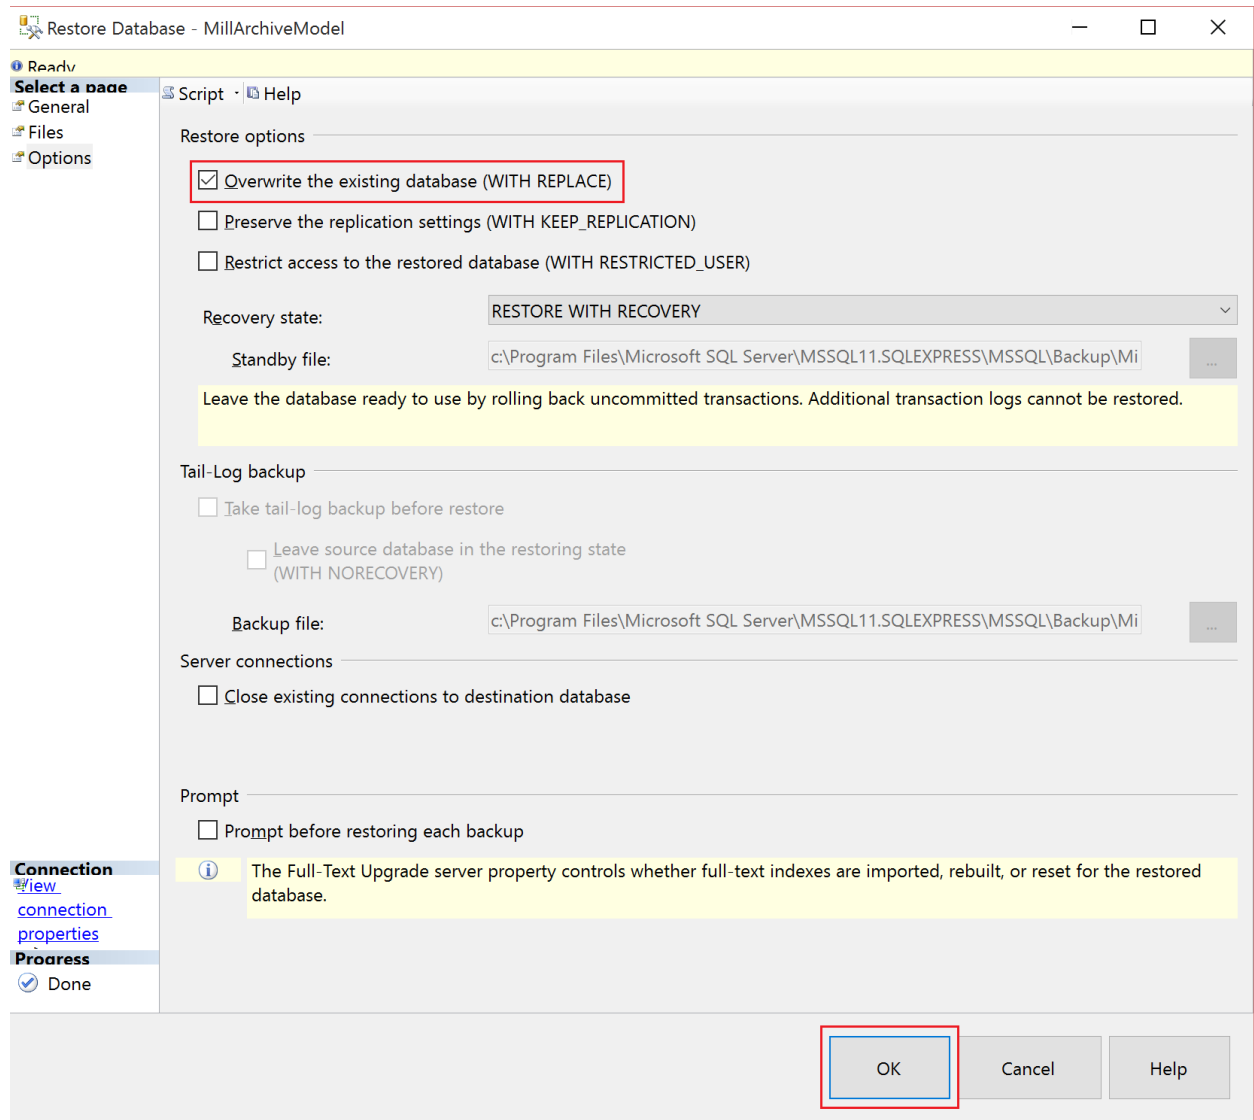 Restore Database - MillArchiveModel
Ready
Select a page
General
Files
Options
Script
Help
Restore options
Overwrite the existing database (WITH REPLACE)
Preserve the replication settings (WITH KEEP_REPLICATION)
Restrict access to the restored database (WITH RESTRICTED_USER)
Recovery state:
RESTORE WITH RECOVERY
Standby file:
c:\Program Files\Microsoft SQL Server\MSSQL11.SQLEXPRESS\MSSQL\Backup\Mi
...
Leave the database ready to use by rolling back uncommitted transactions. Additional transaction logs cannot be restored.
Tail-Log backup
Take tail-log backup before restore
Leave source database in the restoring state
(WITH NORECOVERY)
Backup file:
c:\Program Files\Microsoft SQL Server\MSSQL11.SQLEXPRESS\MSSQL\Backup\Mi
...
Server connections
Close existing connections to destination database
Prompt
Prompt before restoring each backup
The Full-Text Upgrade server property controls whether full-text indexes are imported, rebuilt, or reset for the restored
database.
Connection
View
connection
properties
Progress
Done
OK
Cancel
Help